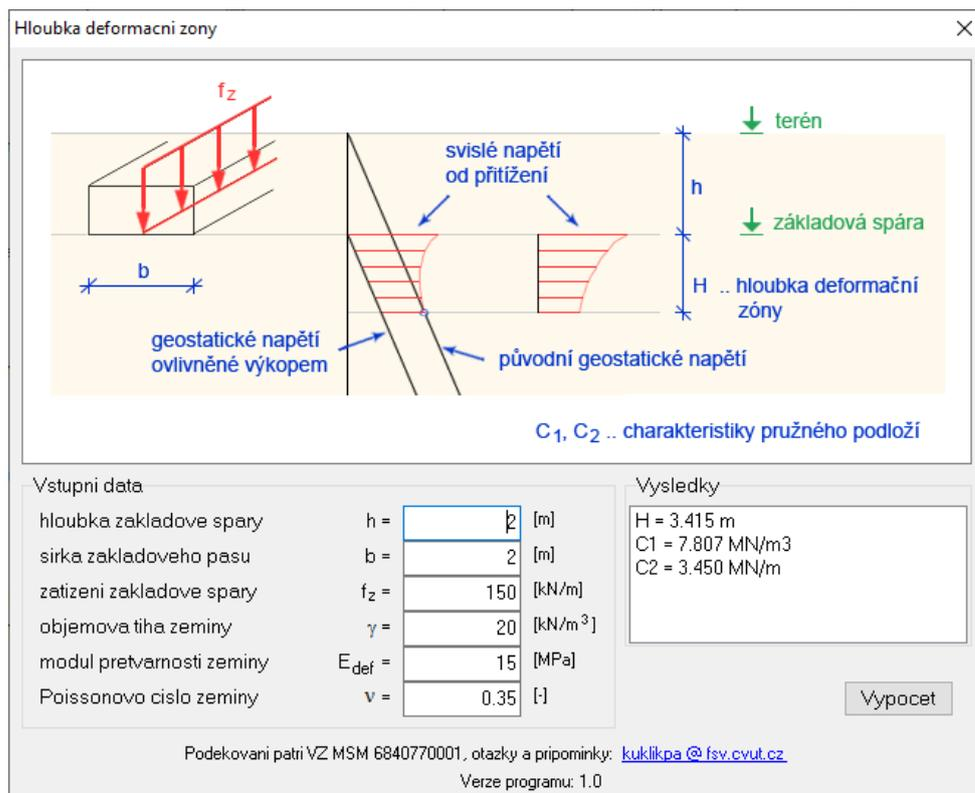 Hloubka deformacni zony
f z
terén
svislé napětí
od přitížení
h
základová spára
b
H .. hloubka deformační
zóny
geostatické napětí
ovlivněné výkopem
původní geostatické napětí
C1, C2 .. charakteristiky pružného podloží
Vstupni data
hloubka zakladove spary h = 2 [m]
sirka zakladoveho pasu b = 2 [m]
zatizeni zakladove spary fz = 150 [kN/m]
objemova tiha zeminy γ = 20 [kN/m³]
modul pretvarnosti zeminy Edef = 15 [MPa]
Poissonovo cislo zeminy ν = 0.35 [-]
Vysledky
H = 3.415 m
C1 = 7.807 MN/m3
C2 = 3.450 MN/m
Vypocet
Podekovani patri VZ MSM 6840770001, otazky a pripominky: kuklikpa @ fsv.cvut.cz
Verze programu: 1.0